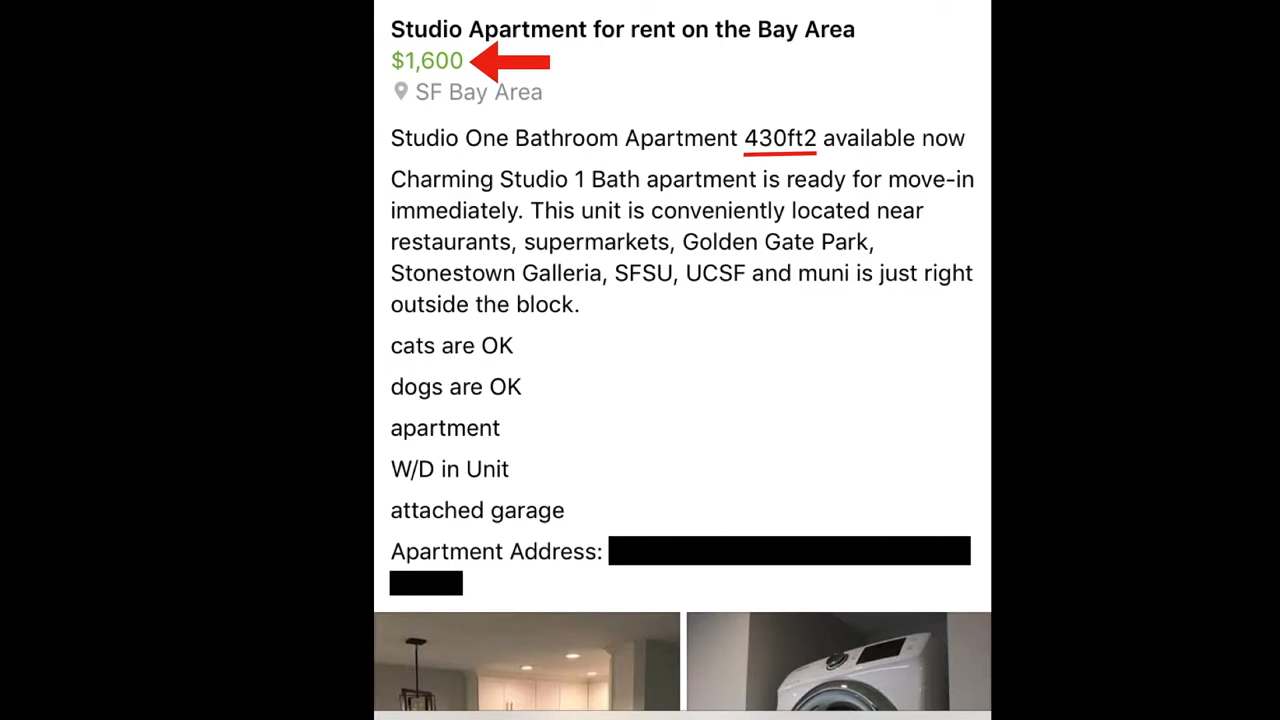 Studio Apartment for rent on the Bay Area
$1,600
SF Bay Area
Studio One Bathroom Apartment 430ft2 available now
Charming Studio 1 Bath apartment is ready for move-in
immediately. This unit is conveniently located near
restaurants, supermarkets, Golden Gate Park,
Stonestown Galleria, SFSU, UCSF and muni is just right
outside the block.
cats are OK
dogs are OK
apartment
W/D in Unit
attached garage
Apartment Address: